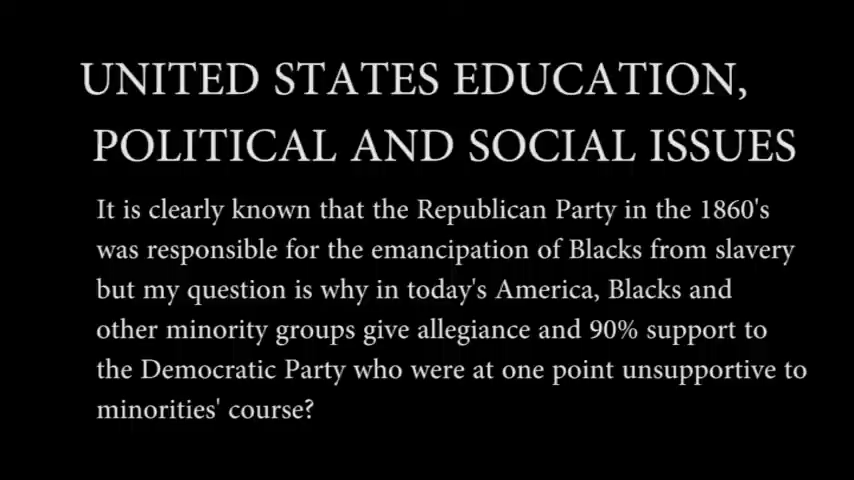 UNITED STATES EDUCATION,
POLITICAL AND SOCIAL ISSUES
It is clearly known that the Republican Party in the 1860's
was responsible for the emancipation of Blacks from slavery
but my question is why in today's America, Blacks and
other minority groups give allegiance and 90% support to
the Democratic Party who were at one point unsupportive to
minorities' course?